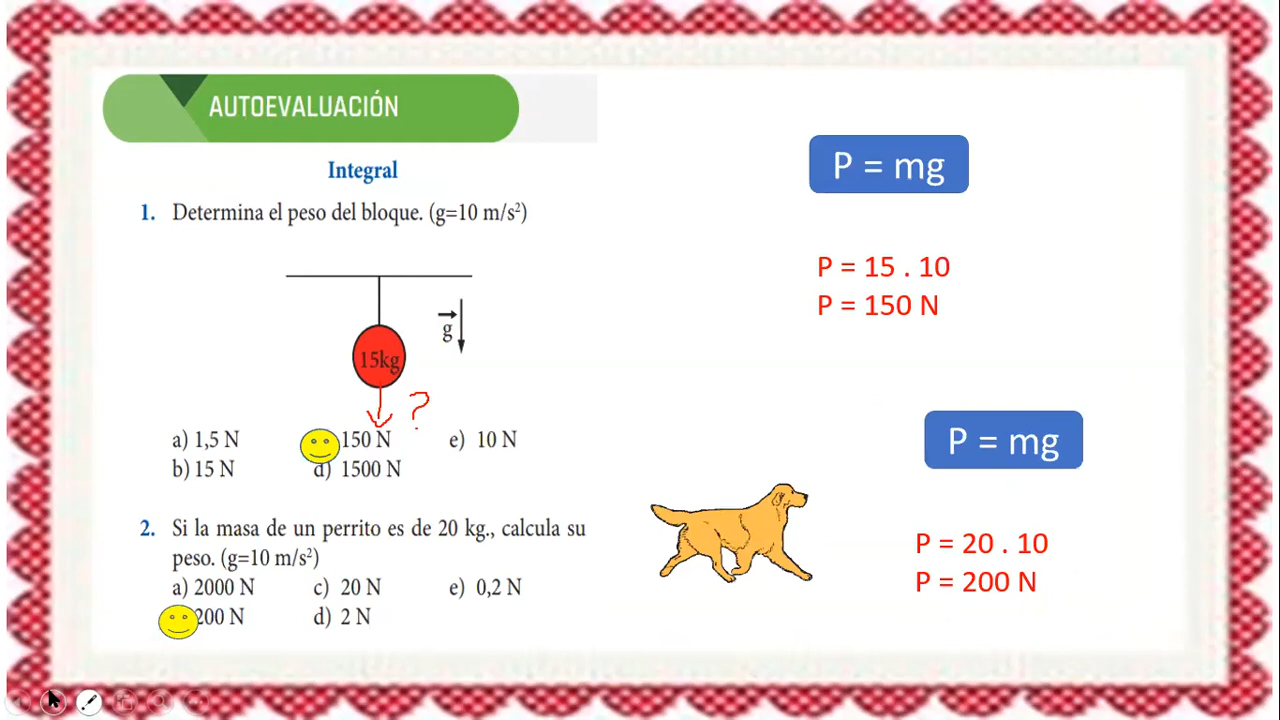 AUTOEVALUACIÓN
Integral
1. Determina el peso del bloque. (g=10 m/s²)
g
15kg
?
a) 1,5 N
150 N
e) 10 N
b) 15 N
d) 1500 N
2. Si la masa de un perrito es de 20 kg., calcula su
peso. (g=10 m/s²)
a) 2000 N
c) 20 N
e) 0,2 N
200 N
d) 2 N
P = mg
P = 15 . 10
P = 150 N
P = mg
P = 20 . 10
P = 200 N